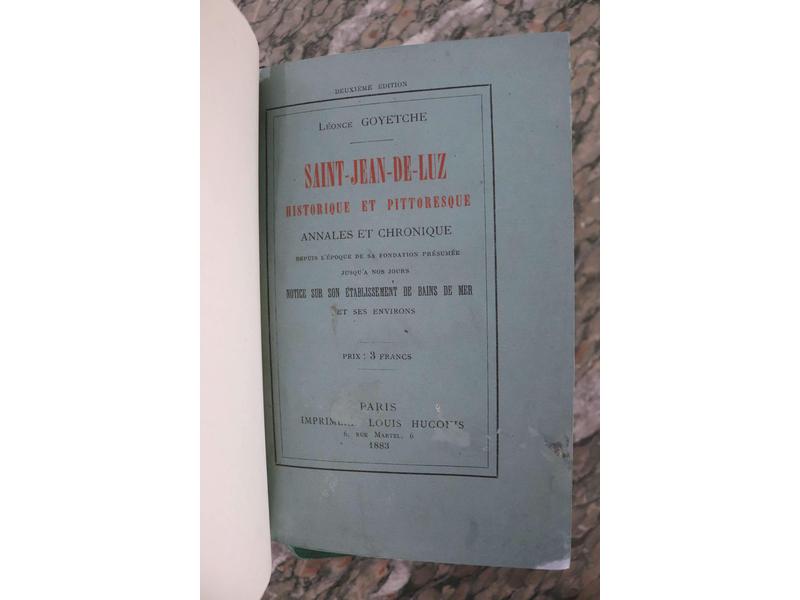 DEUXIÈME ÉDITION
LÉONCE GOYETCHE
SAINT-JEAN-DE-LUZ
HISTORIQUE ET PITTORESQUE
ANNALES ET CHRONIQUE
DEPUIS L'ÉPOQUE DE SA FONDATION PRÉSUMÉE
JUSQU'A NOS JOURS
NOTICE SUR SON ÉTABLISSEMENT DE BAINS DE MER
ET SES ENVIRONS
PRIX : 3 FRANCS
PARIS
LOUIS
6, RUE MARTEL, 6
1883